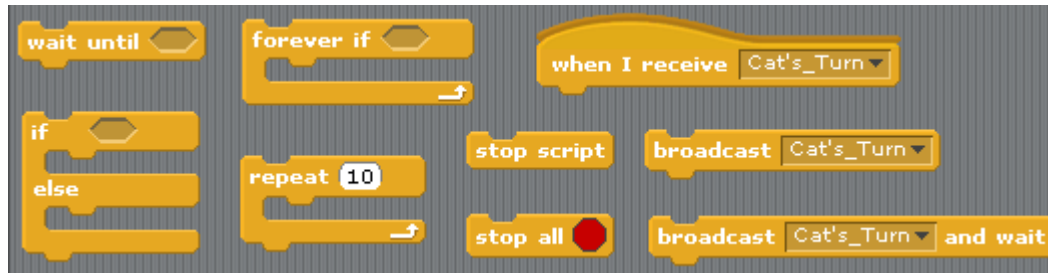 wait until
forever if
when I receive Cat's_Turn
if
else
repeat 10
stop script
broadcast Cat's_Turn
stop all
broadcast Cat's_Turn and wait